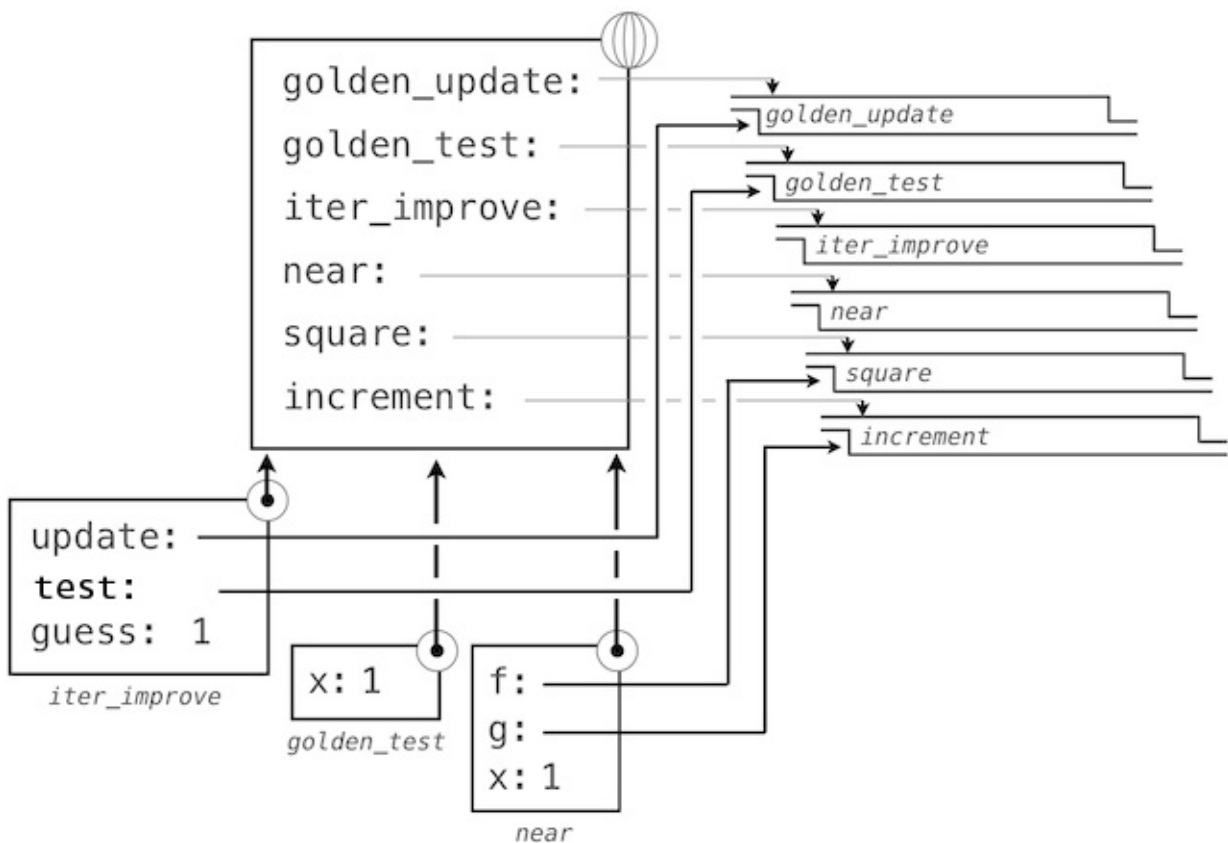 golden_update:
golden_test:
iter_improve:
near:
square:
increment:
golden_update
golden_test
iter_improve
near
square
increment
update:
test:
guess: 1
iter_improve
x: 1
golden_test
f:
g:
x: 1
near